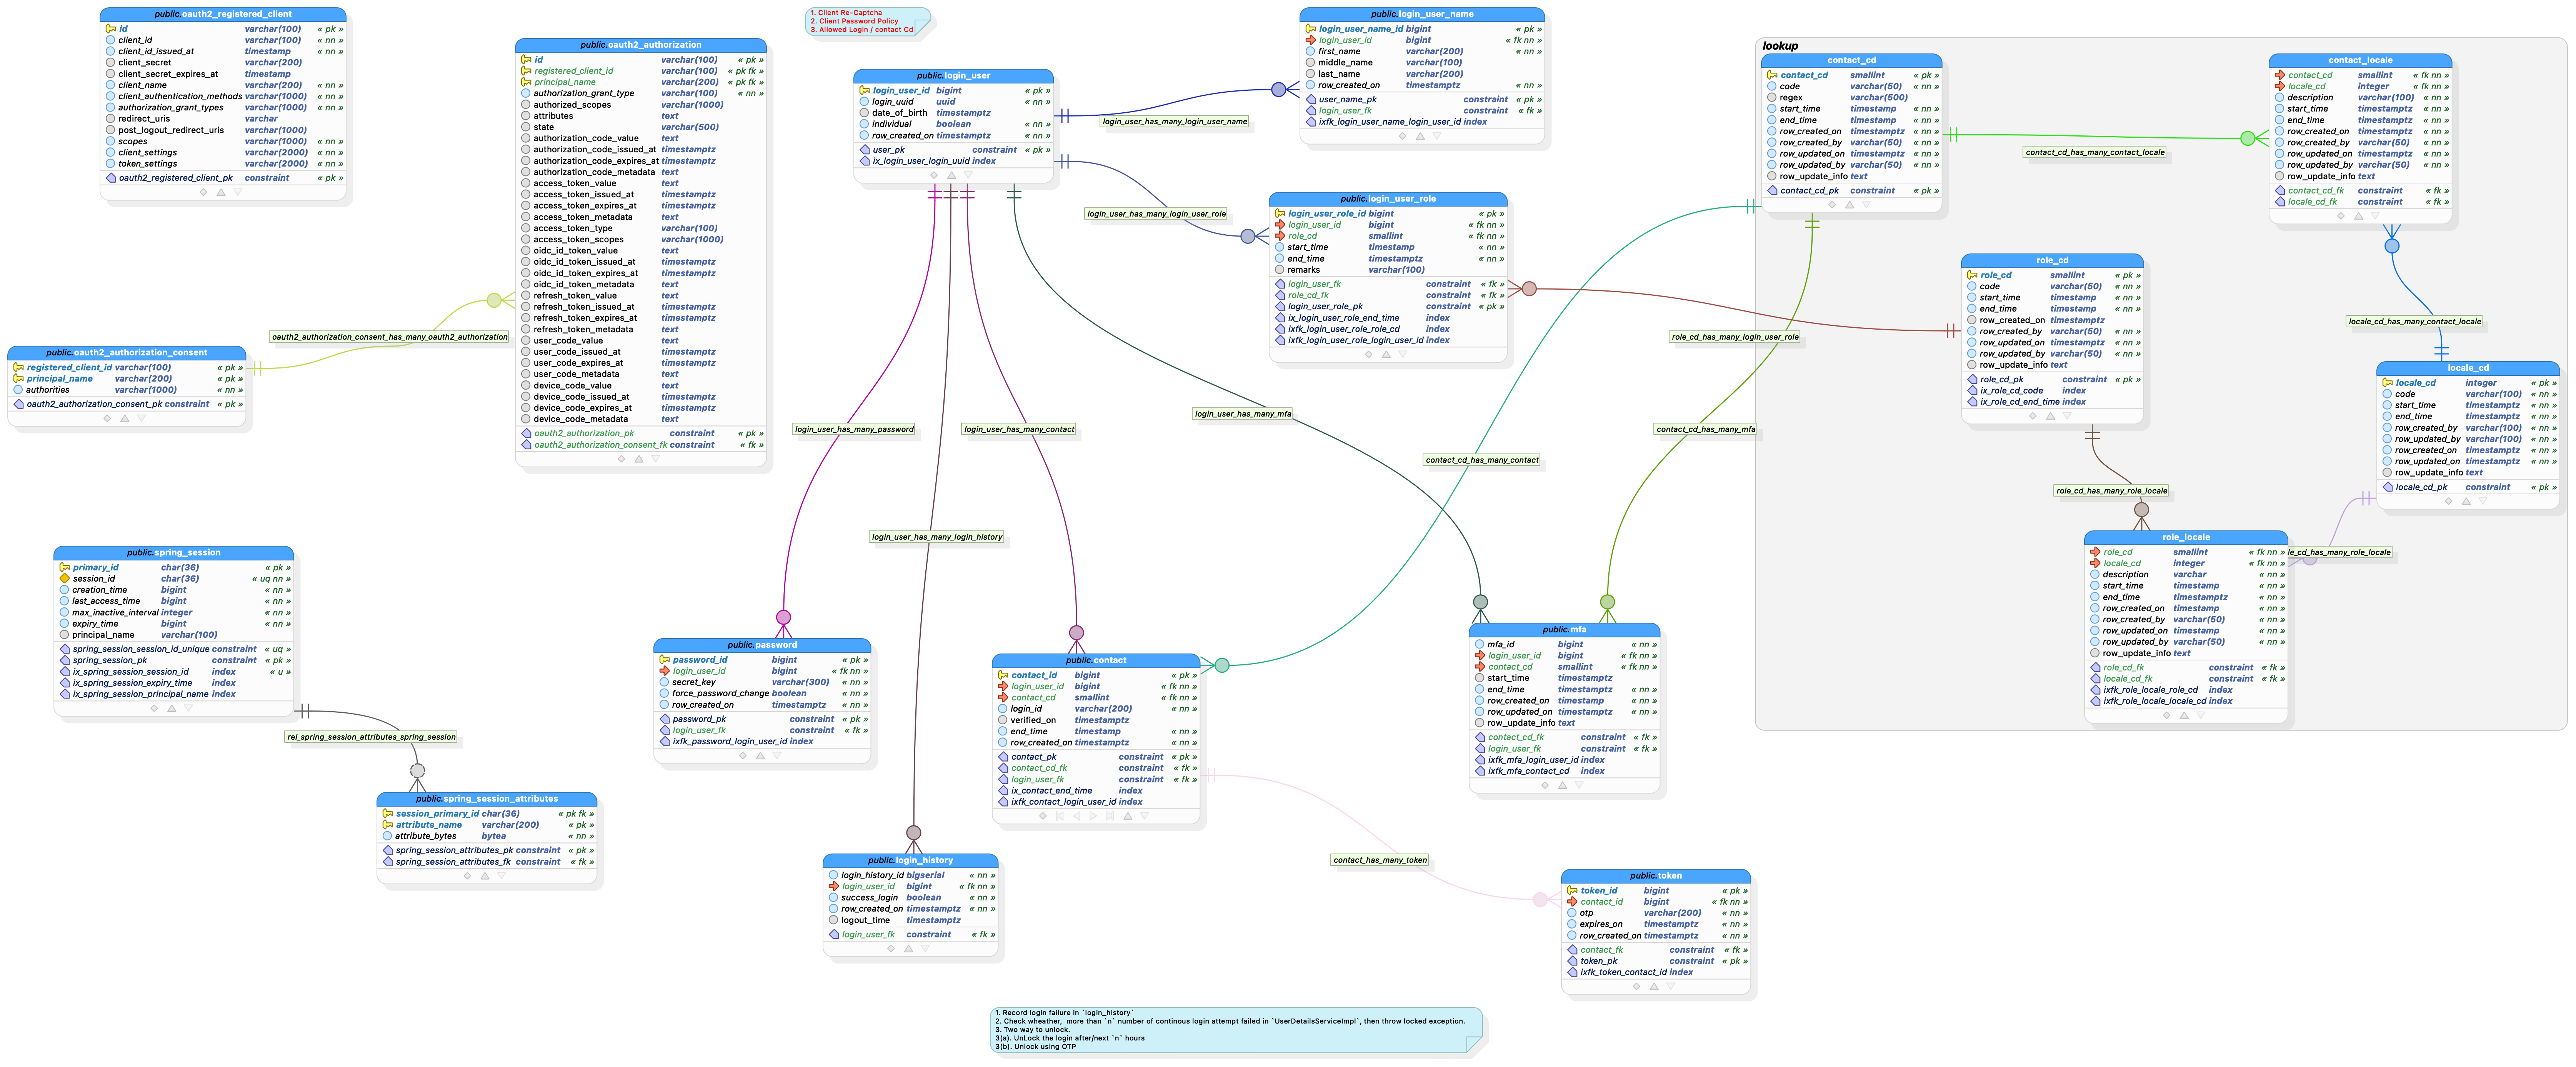 public.oauth2_registered_client
id varchar(100) « pk »
client_id varchar(100) « nn »
client_id_issued_at timestamp « nn »
client_secret varchar(200)
client_secret_expires_at timestamp
client_name varchar(200) « nn »
client_authentication_methods varchar(1000) « nn »
authorization_grant_types varchar(1000) « nn »
redirect_uris varchar
post_logout_redirect_uris varchar(1000)
scopes varchar(1000) « nn »
client_settings varchar(2000) « nn »
token_settings varchar(2000) « nn »
oauth2_registered_client_pk constraint « pk »
public.oauth2_authorization
id varchar(100) « pk »
registered_client_id varchar(100) « pk fk »
principal_name varchar(200) « pk fk »
authorization_grant_type varchar(100) « nn »
authorized_scopes varchar(1000)
attributes text
state varchar(500)
authorization_code_value text
authorization_code_issued_at timestamptz
authorization_code_expires_at timestamptz
authorization_code_metadata text
access_token_value text
access_token_issued_at timestamptz
access_token_expires_at timestamptz
access_token_metadata text
access_token_type varchar(100)
access_token_scopes varchar(1000)
oidc_id_token_value text
oidc_id_token_issued_at timestamptz
oidc_id_token_expires_at timestamptz
oidc_id_token_metadata text
refresh_token_value text
refresh_token_issued_at timestamptz
refresh_token_expires_at timestamptz
refresh_token_metadata text
user_code_value text
user_code_issued_at timestamptz
user_code_expires_at timestamptz
user_code_metadata text
device_code_value text
device_code_issued_at timestamptz
device_code_expires_at timestamptz
device_code_metadata text
oauth2_authorization_pk constraint « pk »
oauth2_authorization_consent_fk constraint « fk »
oauth2_authorization_consent_has_many_oauth2_authorization
public.oauth2_authorization_consent
registered_client_id varchar(100) « pk »
principal_name varchar(200) « pk »
authorities varchar(1000) « nn »
oauth2_authorization_consent_pk constraint « pk »
1. Client Re-Captcha
2. Client Password Policy
3. Allowed Login / contact Cd
public.login_user
login_user_id bigint « pk »
login_uuid uuid « nn »
date_of_birth timestamptz
individual boolean « nn »
row_created_on timestamptz « nn »
user_pk constraint « pk »
ix_login_user_login_uuid index
login_user_has_many_login_user_name
public.login_user_name
login_user_name_id bigint « pk »
login_user_id bigint « fk nn »
first_name varchar(200) « nn »
middle_name varchar(100)
last_name varchar(200)
row_created_on timestamptz « nn »
user_name_pk constraint « pk »
login_user_fk constraint « fk »
ixfk_login_user_name_login_user_id index
login_user_has_many_login_user_role
public.login_user_role
login_user_role_id bigint « pk »
login_user_id bigint « fk nn »
role_cd smallint « fk nn »
start_time timestamp « nn »
end_time timestamptz « nn »
remarks varchar(100)
login_user_fk constraint « fk »
role_cd_fk constraint « fk »
login_user_role_pk constraint « pk »
ix_login_user_role_end_time index
ixfk_login_user_role_role_cd index
ixfk_login_user_role_login_user_id index
lookup
contact_cd
contact_cd smallint « pk »
code varchar(50) « nn »
regex varchar(500)
start_time timestamp « nn »
end_time timestamp « nn »
row_created_on timestamptz « nn »
row_created_by varchar(50) « nn »
row_updated_on timestamptz « nn »
row_updated_by varchar(50) « nn »
row_update_info text
contact_cd_pk constraint « pk »
contact_cd_has_many_contact_locale
contact_locale
contact_cd smallint « fk nn »
locale_cd integer « fk nn »
description varchar(100) « nn »
start_time timestamptz « nn »
end_time timestamptz « nn »
row_created_on timestamptz « nn »
row_created_by varchar(50) « nn »
row_updated_on timestamptz « nn »
row_updated_by varchar(50) « nn »
row_update_info text
contact_cd_fk constraint « fk »
locale_cd_fk constraint « fk »
role_cd
role_cd smallint « pk »
code varchar(50) « nn »
start_time timestamp « nn »
end_time timestamp « nn »
row_created_on timestamptz
row_created_by varchar(50) « nn »
row_updated_on timestamptz « nn »
row_updated_by varchar(50) « nn »
row_update_info text
role_cd_pk constraint « pk »
ix_role_cd_code index
ix_role_cd_end_time index
role_cd_has_many_login_user_role
locale_cd_has_many_contact_locale
locale_cd
locale_cd integer « pk »
code varchar(100) « nn »
start_time timestamptz « nn »
end_time timestamptz « nn »
row_created_by varchar(100) « nn »
row_updated_by varchar(100) « nn »
row_created_on timestamptz « nn »
row_updated_on timestamptz « nn »
row_update_info text
locale_cd_pk constraint « pk »
role_cd_has_many_role_locale
le_cd_has_many_role_locale
role_locale
role_cd smallint « fk nn »
locale_cd integer « fk nn »
description varchar « nn »
start_time timestamp « nn »
end_time timestamptz « nn »
row_created_on timestamp « nn »
row_created_by varchar(50) « nn »
row_updated_on timestamp « nn »
row_updated_by varchar(50) « nn »
row_update_info text
role_cd_fk constraint « fk »
locale_cd_fk constraint « fk »
ixfk_role_locale_role_cd index
ixfk_role_locale_locale_cd index
login_user_has_many_mfa
login_user_has_many_password
login_user_has_many_contact
contact_cd_has_many_mfa
contact_cd_has_many_contact
login_user_has_many_login_history
public.spring_session
primary_id char(36) « pk »
session_id char(36) « uq nn »
creation_time bigint « nn »
last_access_time bigint « nn »
max_inactive_interval integer « nn »
expiry_time bigint « nn »
principal_name varchar(100)
spring_session_session_id_unique constraint « uq »
spring_session_pk constraint « pk »
ix_spring_session_session_id index « u »
ix_spring_session_expiry_time index
ix_spring_session_principal_name index
rel_spring_session_attributes_spring_session
public.spring_session_attributes
session_primary_id char(36) « pk fk »
attribute_name varchar(200) « pk »
attribute_bytes bytea « nn »
spring_session_attributes_pk constraint « pk »
spring_session_attributes_fk constraint « fk »
public.password
password_id bigint « pk »
login_user_id bigint « fk nn »
secret_key varchar(300) « nn »
force_password_change boolean « nn »
row_created_on timestamptz « nn »
password_pk constraint « pk »
login_user_fk constraint « fk »
ixfk_password_login_user_id index
public.contact
contact_id bigint « pk »
login_user_id bigint « fk nn »
contact_cd smallint « fk nn »
login_id varchar(200) « nn »
verified_on timestamptz
end_time timestamp « nn »
row_created_on timestamptz « nn »
contact_pk constraint « pk »
contact_cd_fk constraint « fk »
login_user_fk constraint « fk »
ix_contact_end_time index
ixfk_contact_login_user_id index
public.mfa
mfa_id bigint « nn »
login_user_id bigint « fk nn »
contact_cd smallint « fk nn »
start_time timestamptz
end_time timestamptz « nn »
row_created_on timestamp « nn »
row_updated_on timestamptz « nn »
row_update_info text
contact_cd_fk constraint « fk »
login_user_fk constraint « fk »
ixfk_mfa_login_user_id index
ixfk_mfa_contact_cd index
public.login_history
login_history_id bigserial « nn »
login_user_id bigint « fk nn »
success_login boolean « nn »
row_created_on timestamptz « nn »
logout_time timestamptz
login_user_fk constraint « fk »
contact_has_many_token
public.token
token_id bigint « pk »
contact_id bigint « fk nn »
otp varchar(200) « nn »
expires_on timestamptz « nn »
row_created_on timestamptz « nn »
contact_fk constraint « fk »
token_pk constraint « pk »
ixfk_token_contact_id index
1. Record login failure in `login_history`
2. Check wheather, more than `n` number of continous login attempt failed in `UserDetailsServiceImpl`, then throw locked exception.
3. Two way to unlock.
3(a). UnLock the login after/next `n` hours
3(b). Unlock using OTP